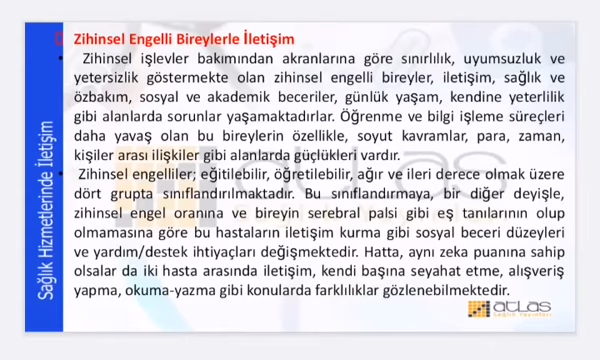 Zihinsel Engelli Bireylerle İletişim
• Zihinsel işlevler bakımından akranlarına göre sınırlılık, uyumsuzluk ve
yetersizlik göstermekte olan zihinsel engelli bireyler, iletişim, sağlık ve
özbakım, sosyal ve akademik beceriler, günlük yaşam, kendine yeterlilik
gibi alanlarda sorunlar yaşamaktadırlar. Öğrenme ve bilgi işleme süreçleri
daha yavaş olan bu bireylerin özellikle, soyut kavramlar, para, zaman,
kişiler arası ilişkiler gibi alanlarda güçlükleri vardır.
• Zihinsel engelliler; eğitilebilir, öğretilebilir, ağır ve ileri derece olmak üzere
dört grupta sınıflandırılmaktadır. Bu sınıflandırmaya, bir diğer deyişle,
zihinsel engel oranına ve bireyin serebral palsi gibi eş tanılarının olup
olmamasına göre bu hastaların iletişim kurma gibi sosyal beceri düzeyleri
ve yardım/destek ihtiyaçları değişmektedir. Hatta, aynı zeka puanına sahip
olsalar da iki hasta arasında iletişim, kendi başına seyahat etme, alışveriş
yapma, okuma-yazma gibi konularda farklılıklar gözlenebilmektedir.
Sağlık Hizmetlerinde İletişim
atlas
Sağlık Yayınları